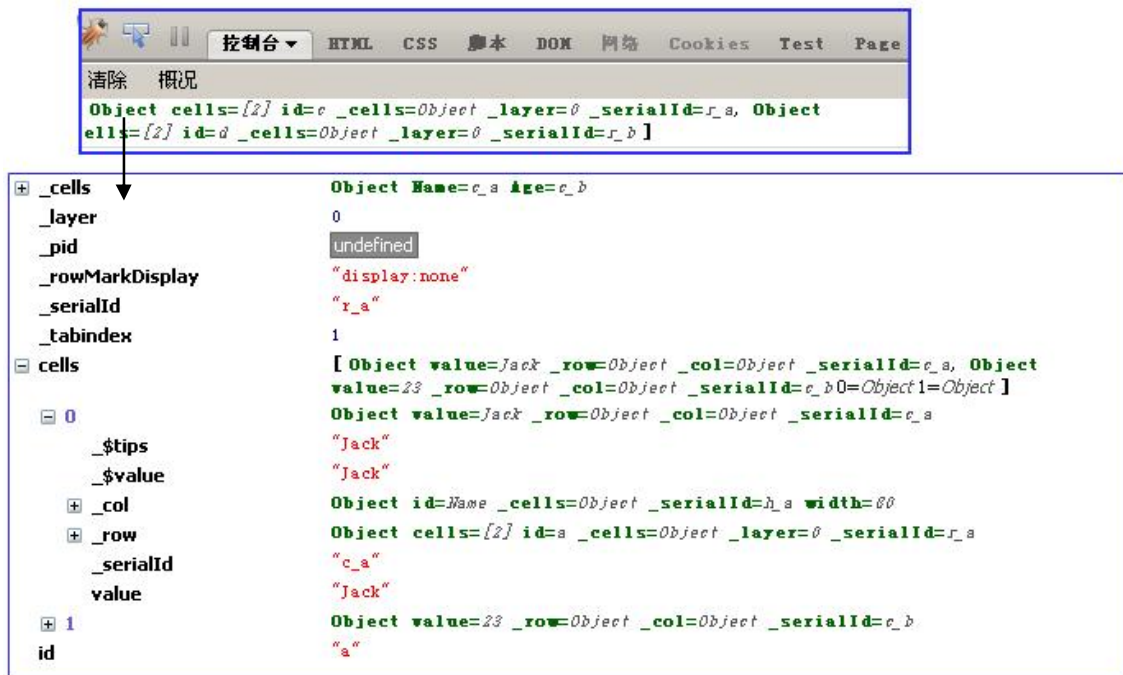 控制台 HTML CSS 脚本 DOM 网络 Cookies Test Page
清除 概况
Object cells=[2] id=c _cells=Object _layer=0 _serialId=r_a, Object
ells=[2] id=d _cells=Object _layer=0 _serialId=r_b ]
_cells Object Name=c_a Age=c_b
_layer 0
_pid undefined
_rowMarkDisplay "display:none"
_serialId "r_a"
_tabindex 1
cells [ Object value=Jack _row=Object _col=Object _serialId=c_a, Object
value=23 _row=Object _col=Object _serialId=c_b 0=Object 1=Object ]
0 Object value=Jack _row=Object _col=Object _serialId=c_a
_$tips "Jack"
_$value "Jack"
_col Object id=Name _cells=Object _serialId=h_a width=80
_row Object cells=[2] id=a _cells=Object _layer=0 _serialId=r_a
_serialId "c_a"
value "Jack"
1 Object value=23 _row=Object _col=Object _serialId=c_b
id "a"